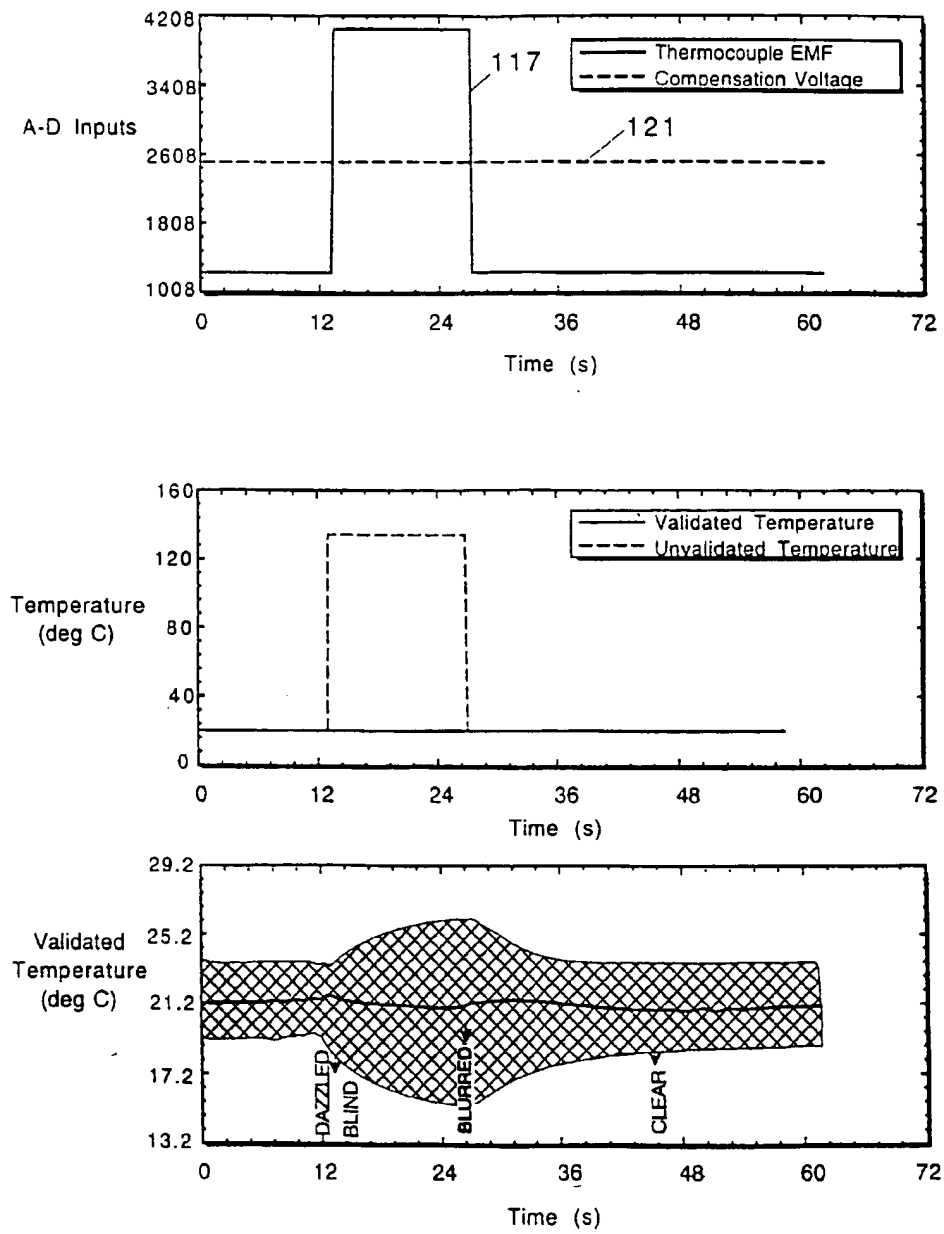 4208
3408
2608
1808
1008
A-D Inputs
Thermocouple EMF
Compensation Voltage
117
121
0 12 24 36 48 60 72
Time (s)
160
120
80
40
0
Temperature
(deg C)
Validated Temperature
Unvalidated Temperature
0 12 24 36 48 60 72
Time (s)
29.2
25.2
21.2
17.2
13.2
Validated
Temperature
(deg C)
DAZZLED
BLIND
BLURRED
CLEAR
0 12 24 36 48 60 72
Time (s)